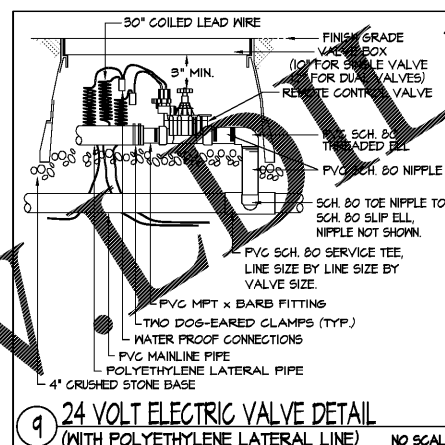 30" COILED LEAD WIRE
FINISH GRADE
VALVE BOX
(10" FOR SINGLE VALVE
12" FOR DUAL VALVES)
REMOTE CONTROL VALVE
3" MIN.
PVC SCH. 80
THREADED ELL
PVC SCH. 80 NIPPLE
SCH. 80 TOE NIPPLE TO
SCH. 80 SLIP ELL,
NIPPLE NOT SHOWN.
PVC SCH. 80 SERVICE TEE,
LINE SIZE BY LINE SIZE BY
VALVE SIZE.
PVC MPT x BARB FITTING
TWO DOG-EARED CLAMPS (TYP.)
WATER PROOF CONNECTIONS
PVC MAINLINE PIPE
POLYETHYLENE LATERAL PIPE
4" CRUSHED STONE BASE
9 24 VOLT ELECTRIC VALVE DETAIL
(WITH POLYETHYLENE LATERAL LINE) NO SCAL
V.LDIL